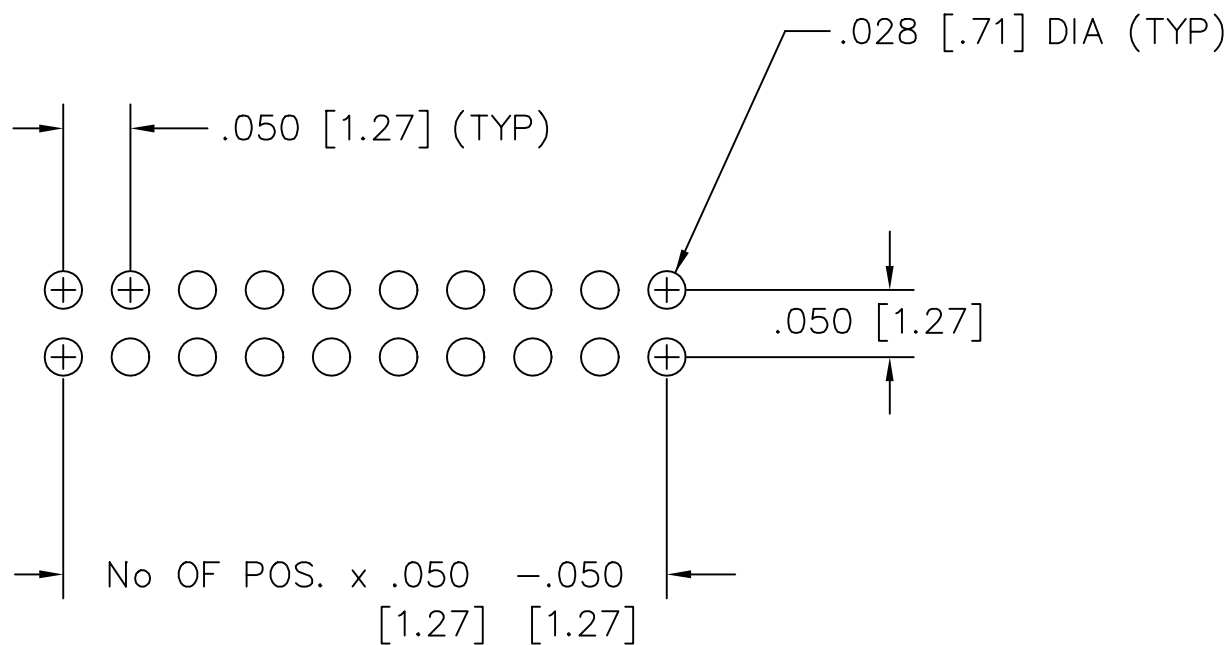 .028 [.71] DIA (TYP)
.050 [1.27] (TYP)
.050 [1.27]
No OF POS. x .050 -.050
[1.27] [1.27]